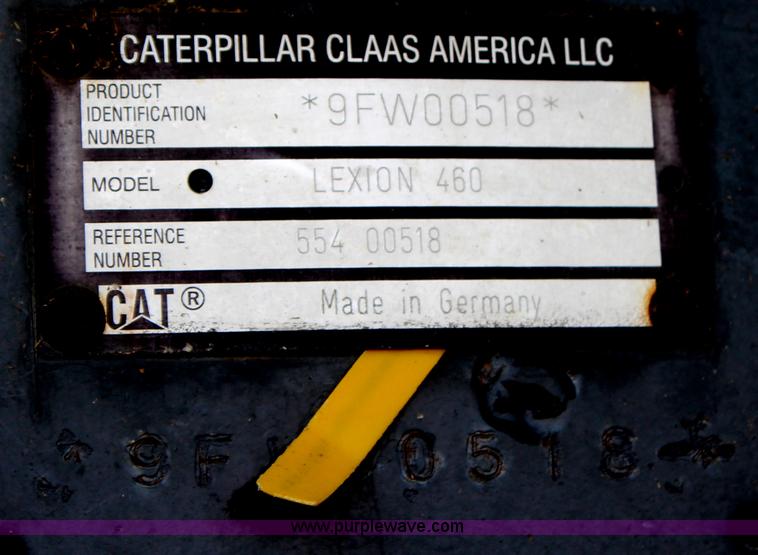 CATERPILLAR CLAAS AMERICA LLC
PRODUCT
IDENTIFICATION
NUMBER
*9FW00518*
MODEL
LEXION 460
REFERENCE
NUMBER
554 00518
CAT®
Made in Germany
www.purplewave.com